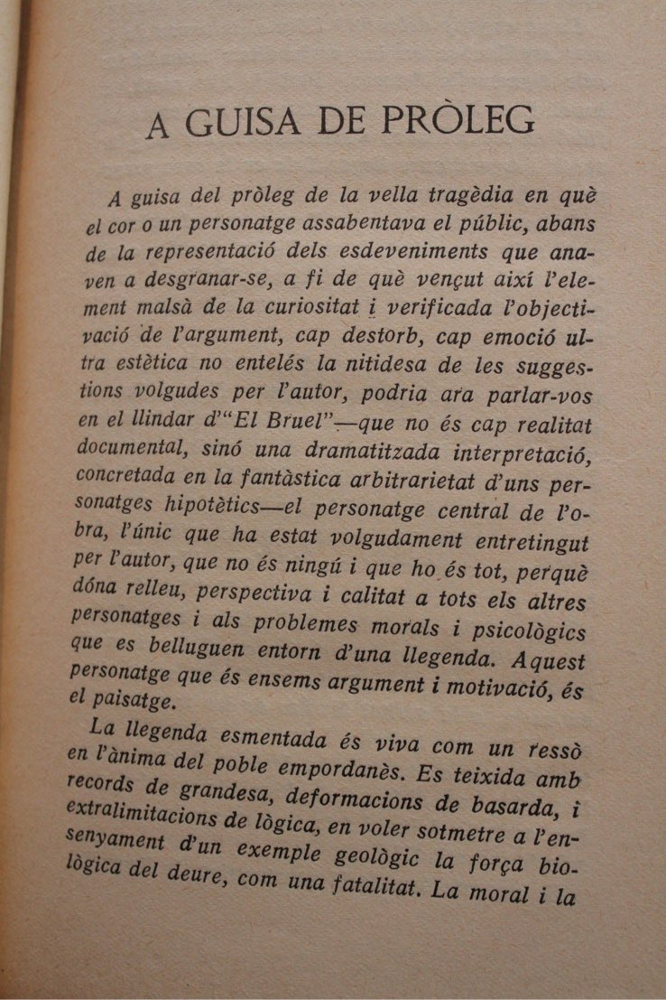 A GUISA DE PRÒLEG
A guisa del pròleg de la vella tragèdia en què
el cor o un personatge assabentava el públic, abans
de la representació dels esdeveniments que ana-
ven a desgranar-se, a fi de què vençut així l'ele-
ment malsà de la curiositat i verificada l'objecti-
vació de l'argument, cap destorb, cap emoció ul-
tra estètica no entelés la nitidesa de les sugges-
tions volgudes per l'autor, podria ara parlar-vos
en el llindar d'"El Bruel"—que no és cap realitat
documental, sinó una dramatitzada interpretació,
concretada en la fantàstica arbitrarietat d'uns per-
sonatges hipotètics—el personatge central de l'o-
bra, l'únic que ha estat volgudament entretingut
per l'autor, que no és ningú i que ho és tot, perquè
dóna relleu, perspectiva i calitat a tots els altres
personatges i als problemes morals i psicològics
que es belluguen entorn d'una llegenda. Aquest
personatge que és ensems argument i motivació, és
el paisatge.
La llegenda esmentada és viva com un ressò
en l'ànima del poble empordanès. Es teixida amb
records de grandesa, deformacions de basarda, i
extralimitacions de lògica, en voler sotmetre a l'en-
senyament d'un exemple geològic la força bio-
lògica del deure, com una fatalitat. La moral i la